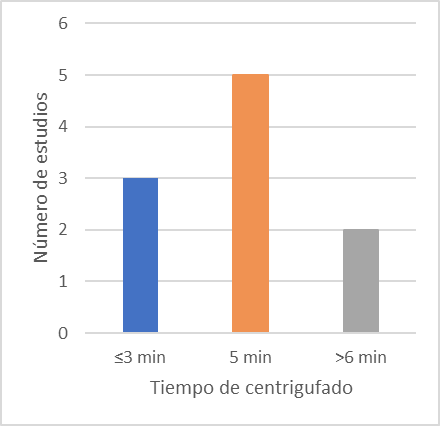 6
5
4
3
2
1
0
Número de estudios
≤3 min
5 min
>6 min
Tiempo de centrigufado